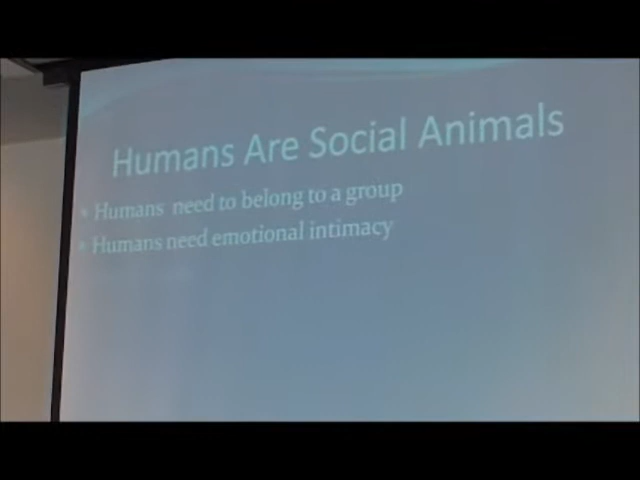 Humans Are Social Animals
• Humans need to belong to a group
• Humans need emotional intimacy